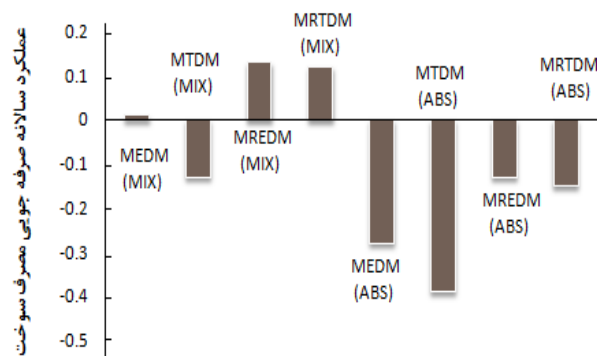 عملکرد سالانه صرفه جویی مصرف سوخت
0.2
0.1
0
-0.1
-0.2
-0.3
-0.4
-0.5
MEDM
(MIX)
MTDM
(MIX)
MREDM
(MIX)
MRTDM
(MIX)
MEDM
(ABS)
MTDM
(ABS)
MREDM
(ABS)
MRTDM
(ABS)